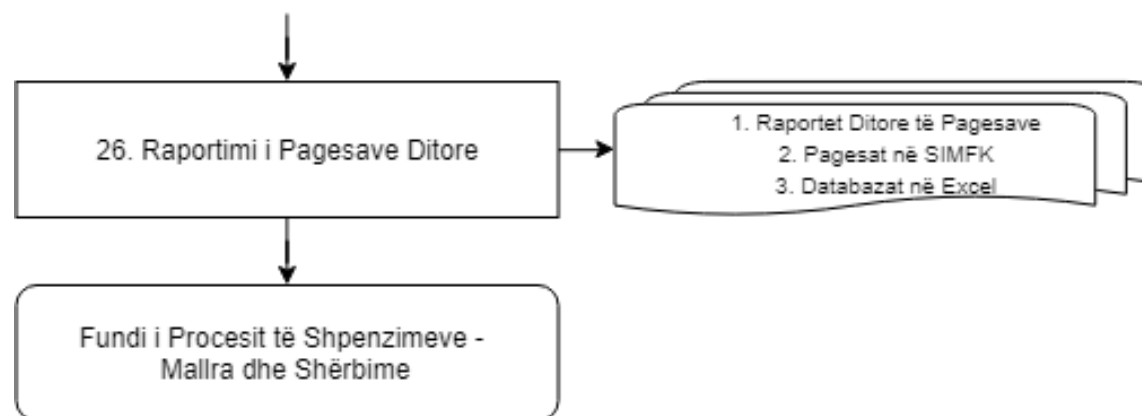 26. Raportimi i Pagesave Ditore
1. Raportet Ditore të Pagesave
2. Pagesat në SIMFK
3. Databazat në Excel
Fundi i Procesit të Shpenzimeve -
Mallra dhe Shërbime